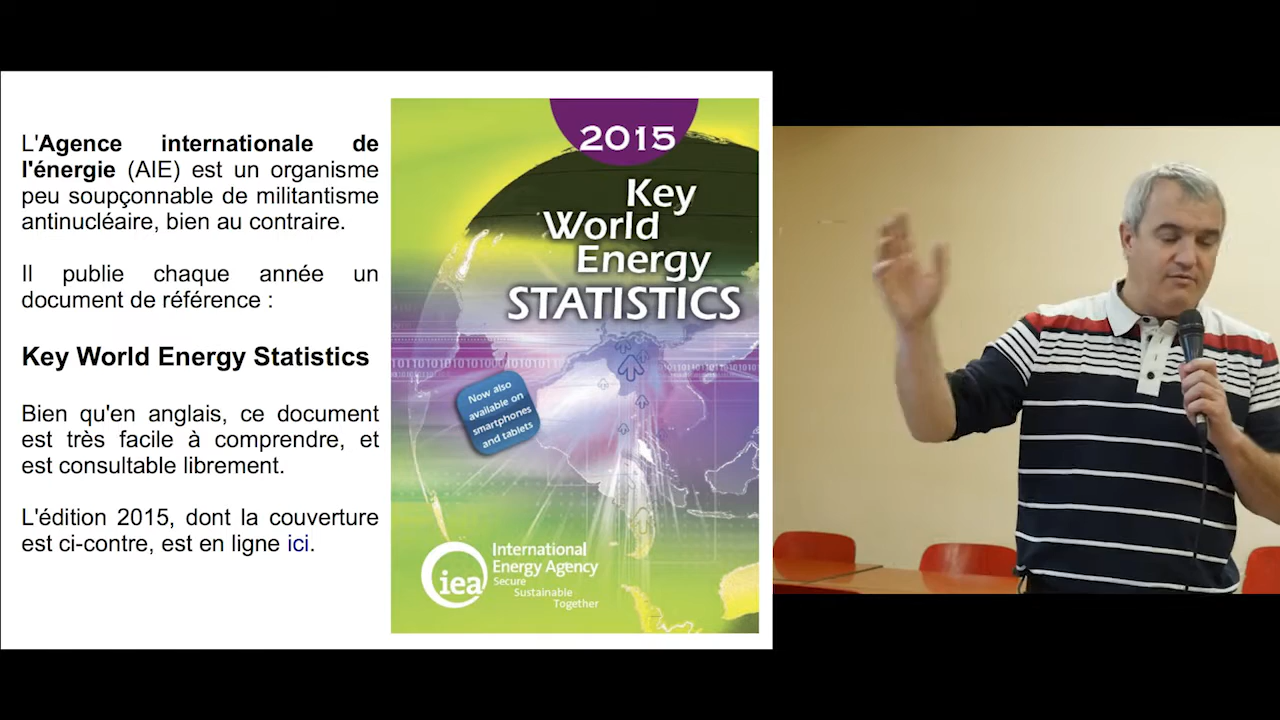 L'Agence internationale de
l'énergie (AIE) est un organisme
peu soupçonnable de militantisme
antinucléaire, bien au contraire.
Il publie chaque année un
document de référence :
Key World Energy Statistics
Bien qu'en anglais, ce document
est très facile à comprendre, et
est consultable librement.
L'édition 2015, dont la couverture
est ci-contre, est en ligne ici.
2015
Key
World
Energy
STATISTICS
Now also
available on
smartphones
and tablets
iea
International
Energy Agency
Secure
Sustainable
Together